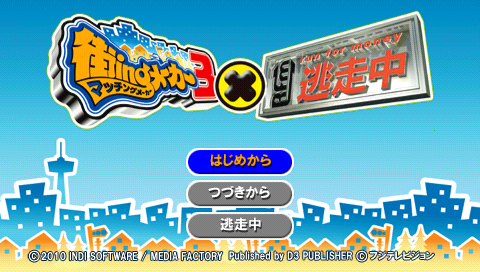 街ingメーカー3
マッチングメーカー
×
run for money
RFM 逃走中
はじめから
つづきから
逃走中
©2010 INDI SOFTWARE / MEDIA FACTORY Published by D3 PUBLISHER ©フジテレビジョン